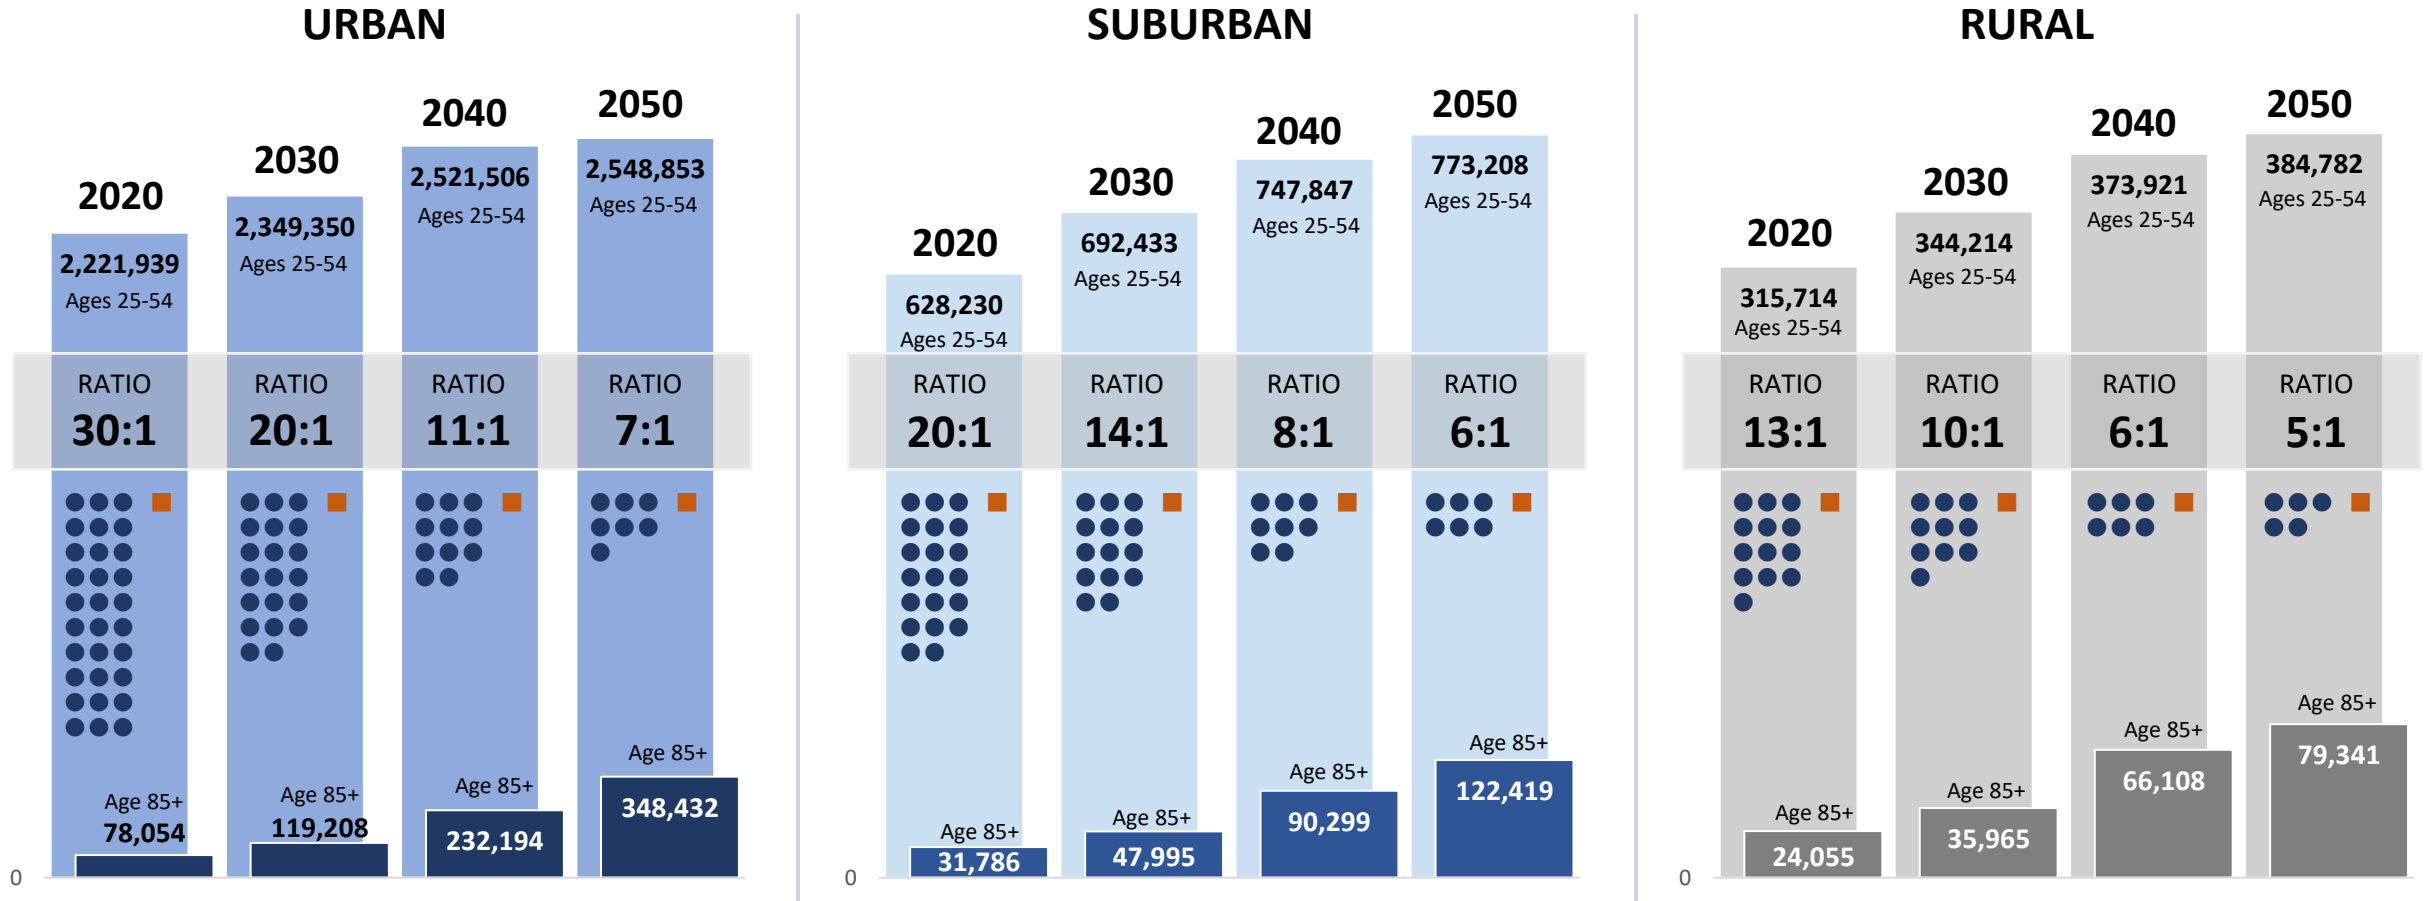 URBAN
2020
2,221,939
Ages 25-54
RATIO
30:1
Age 85+
78,054
2030
2,349,350
Ages 25-54
RATIO
20:1
Age 85+
119,208
2040
2,521,506
Ages 25-54
RATIO
11:1
Age 85+
232,194
2050
2,548,853
Ages 25-54
RATIO
7:1
Age 85+
348,432
0
SUBURBAN
2020
628,230
Ages 25-54
RATIO
20:1
Age 85+
31,786
2030
692,433
Ages 25-54
RATIO
14:1
Age 85+
47,995
2040
747,847
Ages 25-54
RATIO
8:1
Age 85+
90,299
2050
773,208
Ages 25-54
RATIO
6:1
Age 85+
122,419
0
RURAL
2020
315,714
Ages 25-54
RATIO
13:1
Age 85+
24,055
2030
344,214
Ages 25-54
RATIO
10:1
Age 85+
35,965
2040
373,921
Ages 25-54
RATIO
6:1
Age 85+
66,108
2050
384,782
Ages 25-54
RATIO
5:1
Age 85+
79,341
0